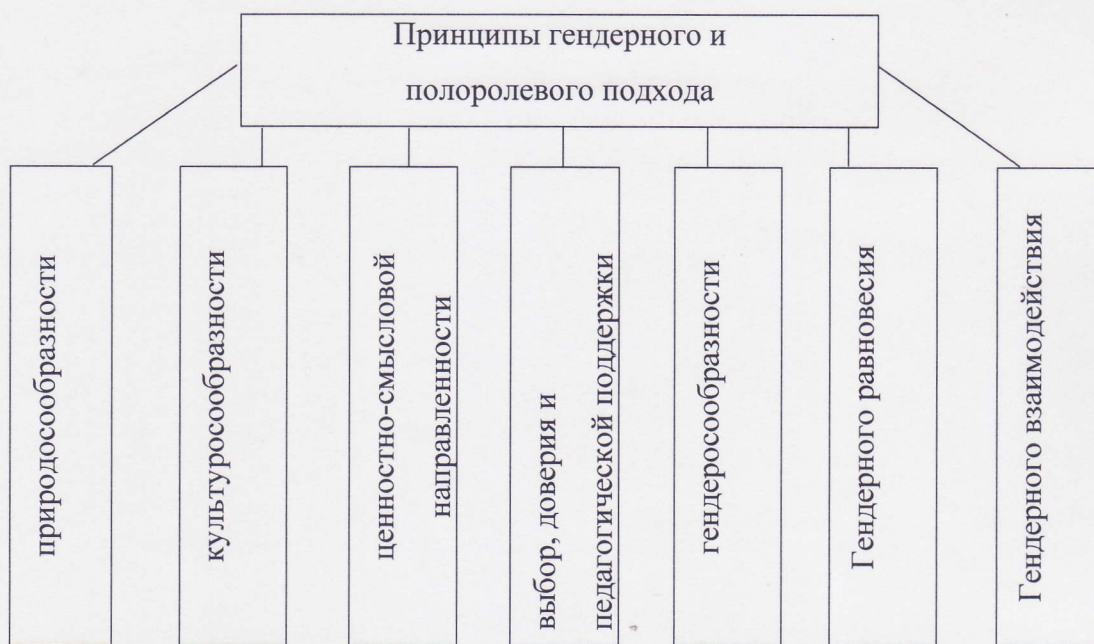 Принципы гендерного и
полоролевого подхода
природосообразности
культуросообразности
ценностно-смысловой
направленности
выбор, доверия и
педагогической поддержки
гендеросообразности
Гендерного равновесия
Гендерного взаимодействия